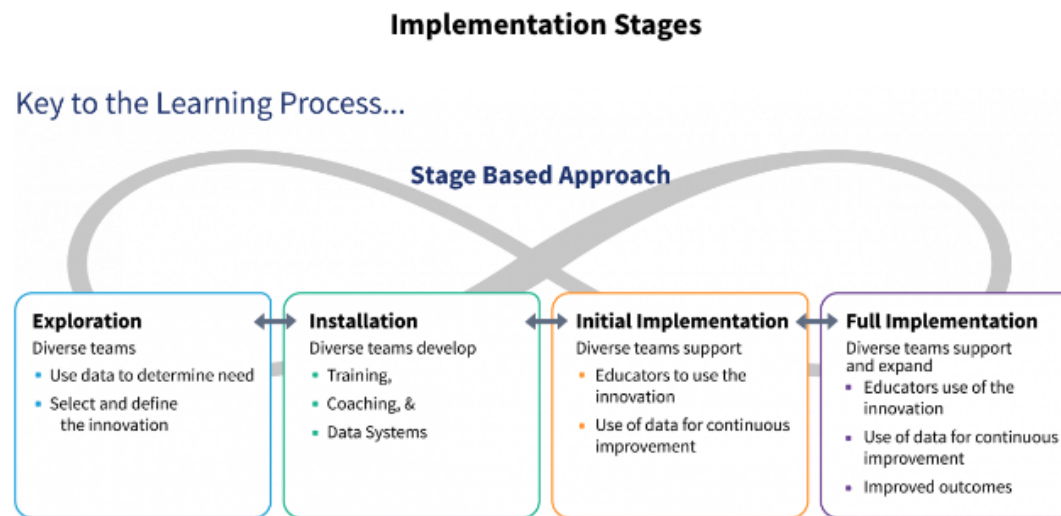 Implementation Stages
Key to the Learning Process...
Stage Based Approach
Exploration
Diverse teams
▪ Use data to determine need
▪ Select and define
the innovation
Installation
Diverse teams develop
▪ Training,
▪ Coaching, &
▪ Data Systems
Initial Implementation
Diverse teams support
▪ Educators to use the
innovation
▪ Use of data for continuous
improvement
Full Implementation
Diverse teams support
and expand
▪ Educators use of the
innovation
▪ Use of data for continuous
improvement
▪ Improved outcomes